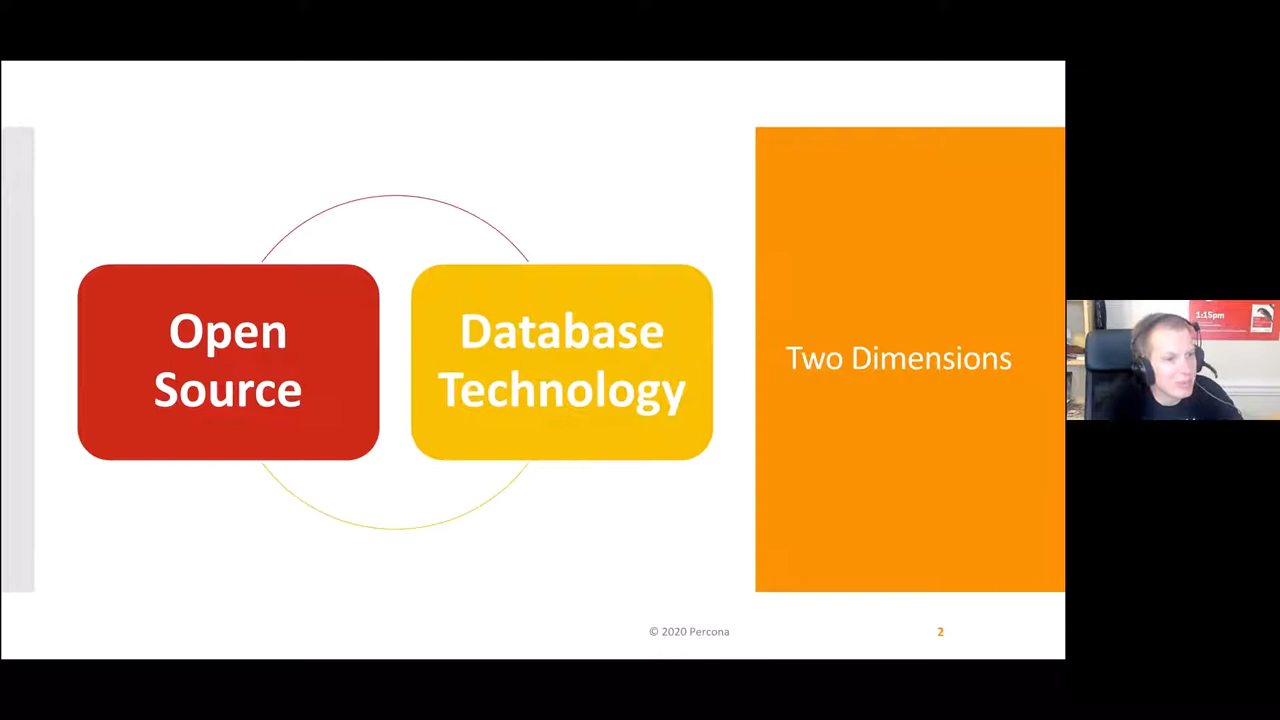 Open
Source
Database
Technology
Two Dimensions
1:15pm
© 2020 Percona
2